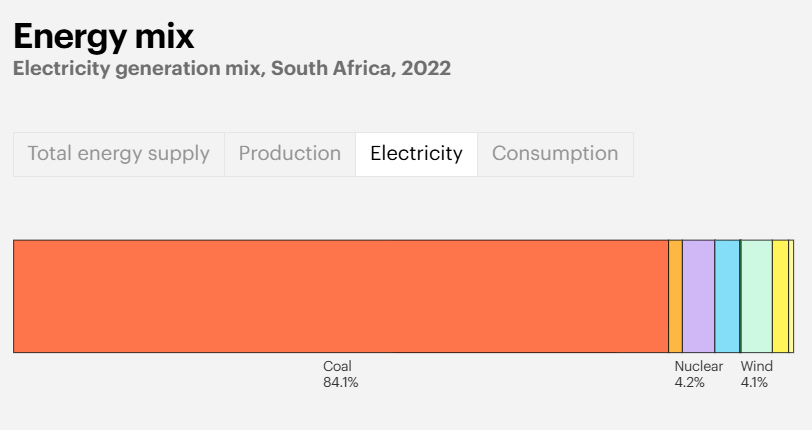 Energy mix
Electricity generation mix, South Africa, 2022
Total energy supply Production Electricity Consumption
Coal Nuclear Wind
84.1% 4.2% 4.1%